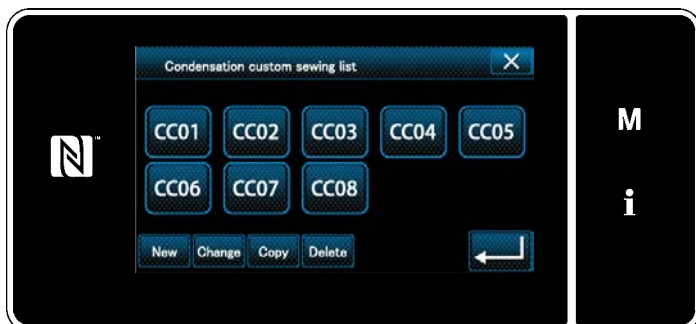 Condensation custom sewing list
M
CC01 CC02 CC03 CC04 CC05
CC06 CC07 CC08
i
New Change Copy Delete